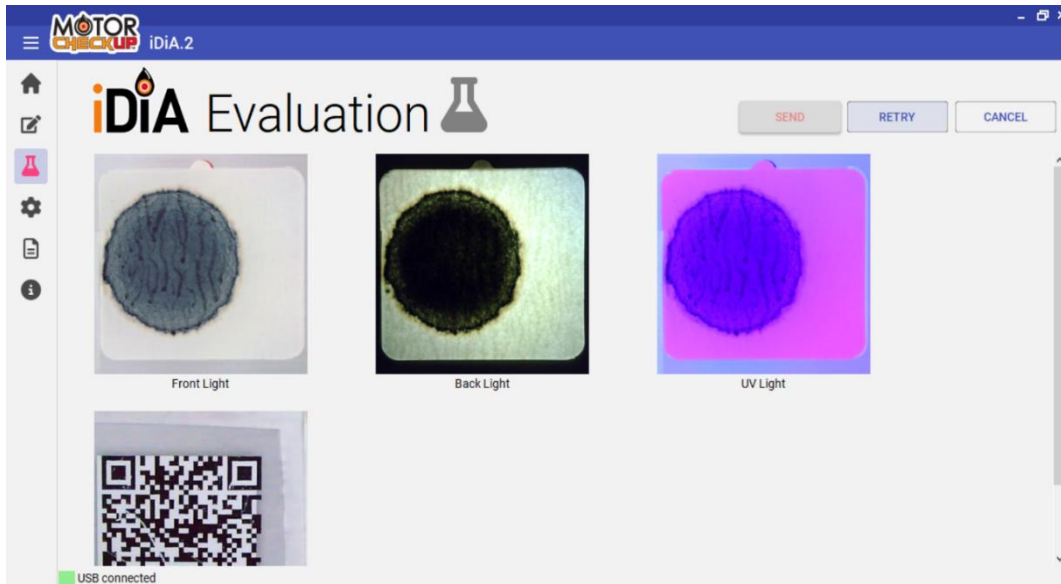 MOTOR
CHECKUP
iDiA.2
iDiA Evaluation
SEND
RETRY
CANCEL
Front Light
Back Light
UV Light
USB connected